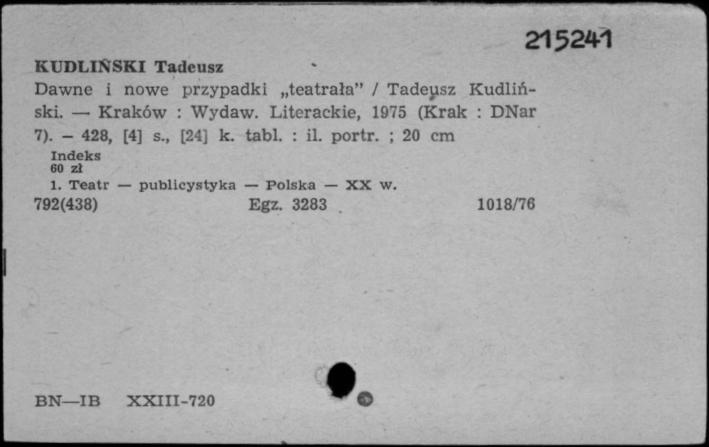 215241
KUDLIŃSKI Tadeusz
Dawne i nowe przypadki „teatrała” / Tadeusz Kudliń-
ski. — Kraków : Wydaw. Literackie, 1975 (Krak : DNar
7). – 428, [4] s., [24] k. tabl. : il. portr. ; 20 cm
Indeks
60 zł
1. Teatr — publicystyka — Polska — XX w.
792(438) Egz. 3283 1018/76
BN—IB XXIII-720